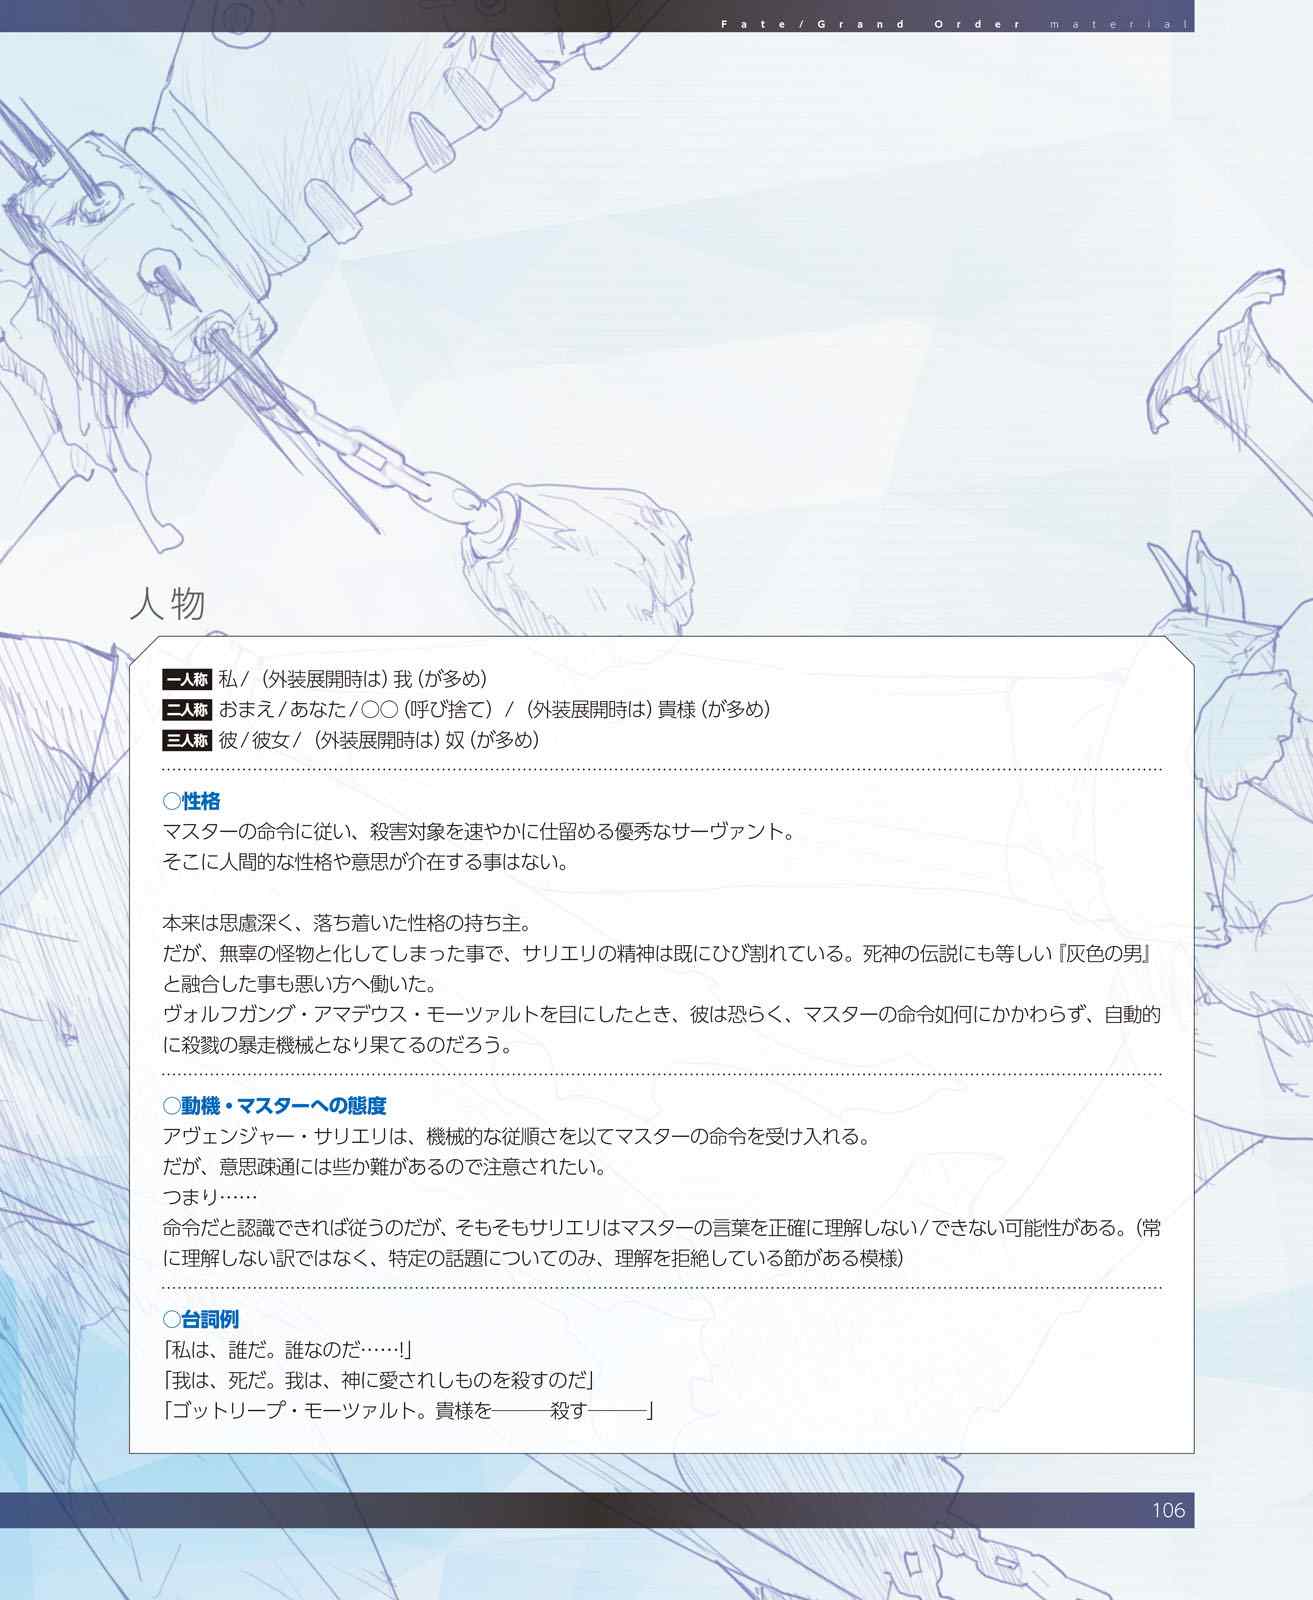 Fate/Grand Order material
人物
一人称 私/（外装展開時は）我（が多め）
二人称 おまえ/あなた/○○（呼び捨て）/（外装展開時は）貴様（が多め）
三人称 彼/彼女/（外装展開時は）奴（が多め）
○性格
マスターの命令に従い、殺害対象を速やかに仕留める優秀なサーヴァント。
そこに人間的な性格や意思が介在する事はない。
本来は思慮深く、落ち着いた性格の持ち主。
だが、無辜の怪物と化してしまった事で、サリエリの精神は既にひび割れている。死神の伝説にも等しい『灰色の男』
と融合した事も悪い方へ働いた。
ヴォルフガング・アマデウス・モーツァルトを目にしたとき、彼は恐らく、マスターの命令如何にかかわらず、自動的
に殺戮の暴走機械となり果てるのだろう。
○動機・マスターへの態度
アヴェンジャー・サリエリは、機械的な従順さを以てマスターの命令を受け入れる。
だが、意思疎通には些か難があるので注意されたい。
つまり……
命令だと認識できれば従うのだが、そもそもサリエリはマスターの言葉を正確に理解しない/できない可能性がある。（常
に理解しない訳ではなく、特定の話題についてのみ、理解を拒絶している節がある模様）
○台詞例
「私は、誰だ。誰なのだ……！」
「我は、死だ。我は、神に愛されしものを殺すのだ」
「ゴットリープ・モーツァルト。貴様を―――殺す―――」
106